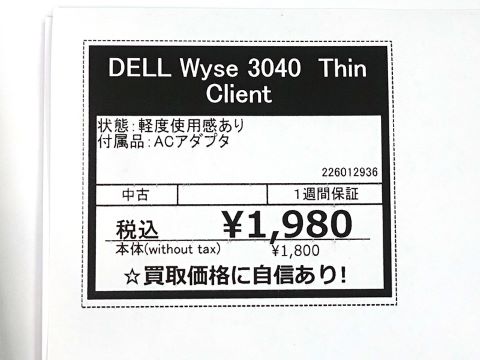 DELL Wyse 3040 Thin
Client
状態:軽度使用感あり
付属品:ACアダプタ
226012936
中古 1週間保証
税込 ¥1,980
本体(without tax) ¥1,800
☆買取価格に自信あり!